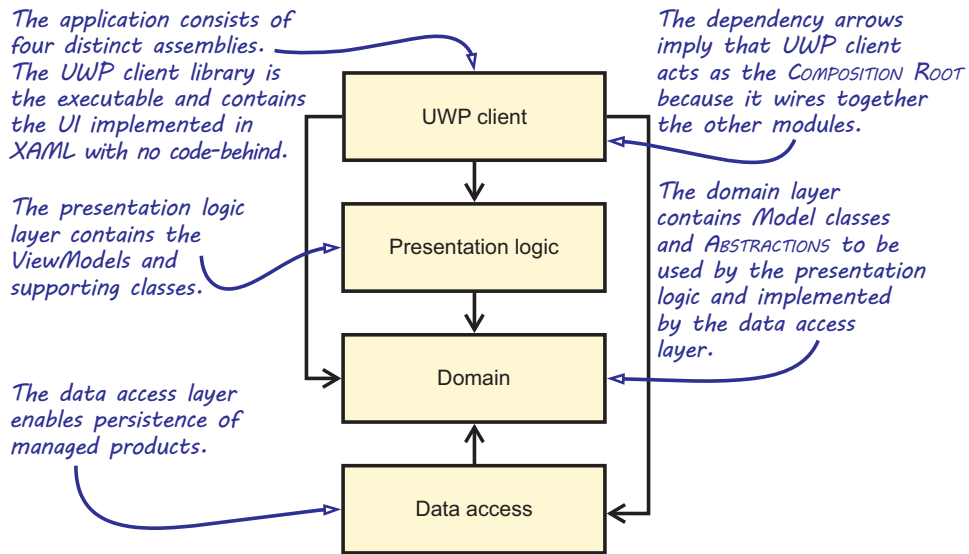 The application consists of
four distinct assemblies.
The UWP client library is
the executable and contains
the UI implemented in
XAML with no code-behind.
The dependency arrows
imply that UWP client
acts as the COMPOSITION ROOT
because it wires together
the other modules.
UWP client
The presentation logic
layer contains the
ViewModels and
supporting classes.
Presentation logic
The domain layer
contains Model classes
and ABSTRACTIONS to be
used by the presentation
logic and implemented
by the data access
layer.
Domain
The data access layer
enables persistence of
managed products.
Data access